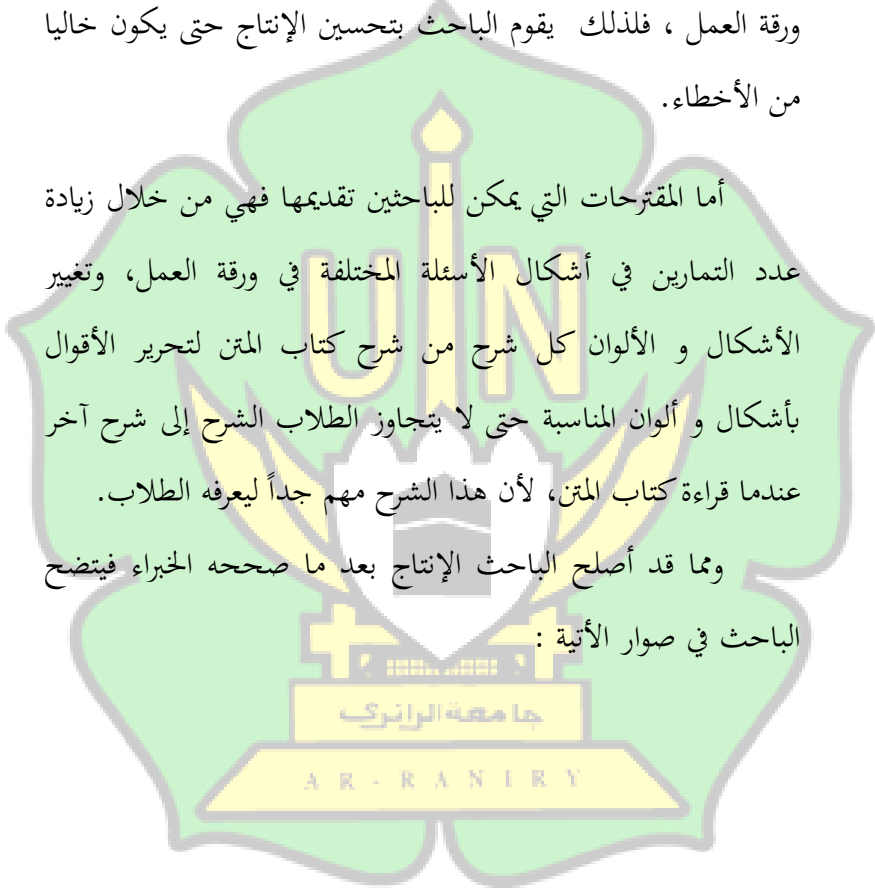 ورقة العمل ، فلذلك يقوم الباحث بتحسين الإنتاج حتى يكون خاليا
من الأخطاء.
أما المقترحات التي يمكن للباحثين تقديمها فهي من خلال زيادة
عدد التمارين في أشكال الأسئلة المختلفة في ورقة العمل، وتغيير
الأشكال و الألوان كل شرح من شرح كتاب المتن لتحرير الأقوال
بأشكال و ألوان المناسبة حتى لا يتجاوز الطلاب الشرح إلى شرح آخر
عندما قراءة كتاب المتن، لأن هذا الشرح مهم جداً ليعرفه الطلاب.
ومما قد أصلح الباحث الإنتاج بعد ما صححه الخبراء فيتضح
الباحث في صوار الأتية :
UIN
جامعة الرانري
AR-RANIRY